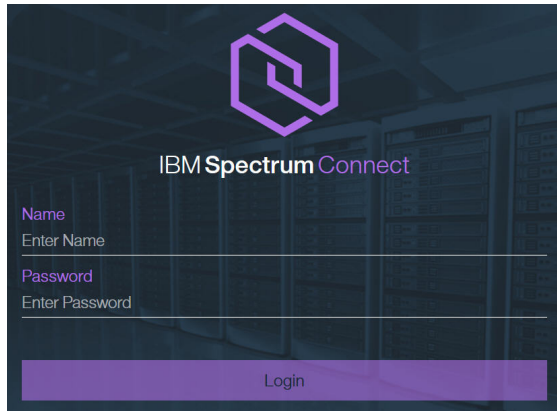 IBM Spectrum Connect
Name
Enter Name
Password
Enter Password
Login